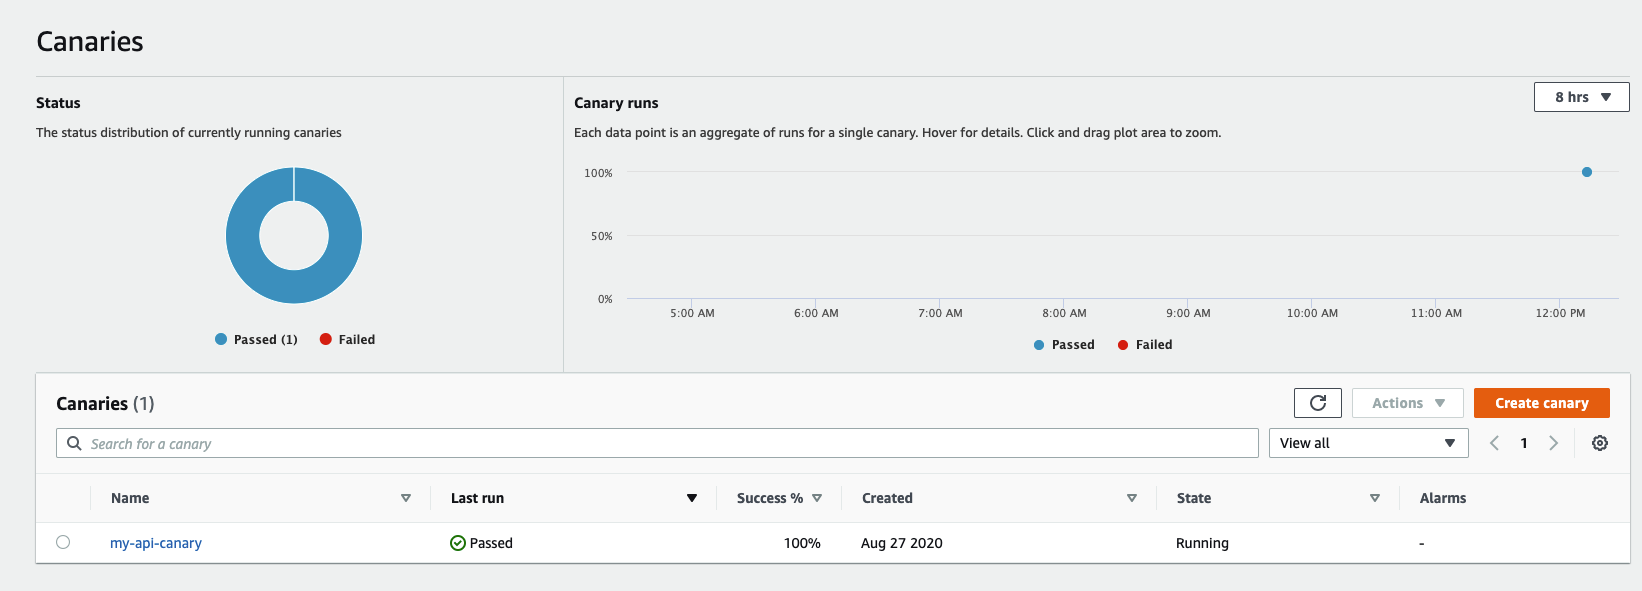 Canaries
Status
The status distribution of currently running canaries
Passed (1) Failed
Canary runs
8 hrs
Each data point is an aggregate of runs for a single canary. Hover for details. Click and drag plot area to zoom.
100%
50%
0%
5:00 AM 6:00 AM 7:00 AM 8:00 AM 9:00 AM 10:00 AM 11:00 AM 12:00 PM
Passed Failed
Canaries (1)
Actions Create canary
Search for a canary View all 1
Name Last run Success % Created State Alarms
my-api-canary Passed 100% Aug 27 2020 Running -